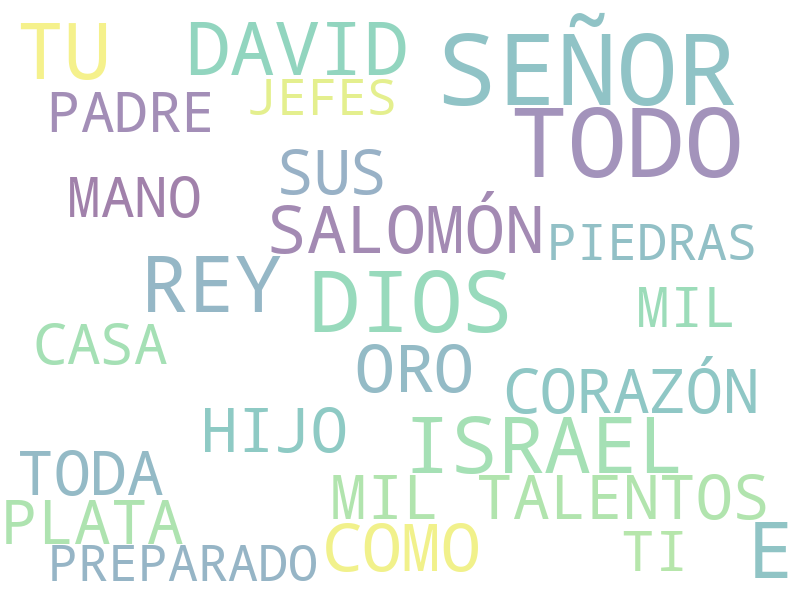 TU DAVID SEÑOR
PADRE JEFES TODO
MANO SUS
SALOMÓN PIEDRAS
REY DIOS MIL
CASA ORO CORAZÓN
HIJO ISRAEL
TODA MIL TALENTOS
PLATA COMO TI E
PREPARADO